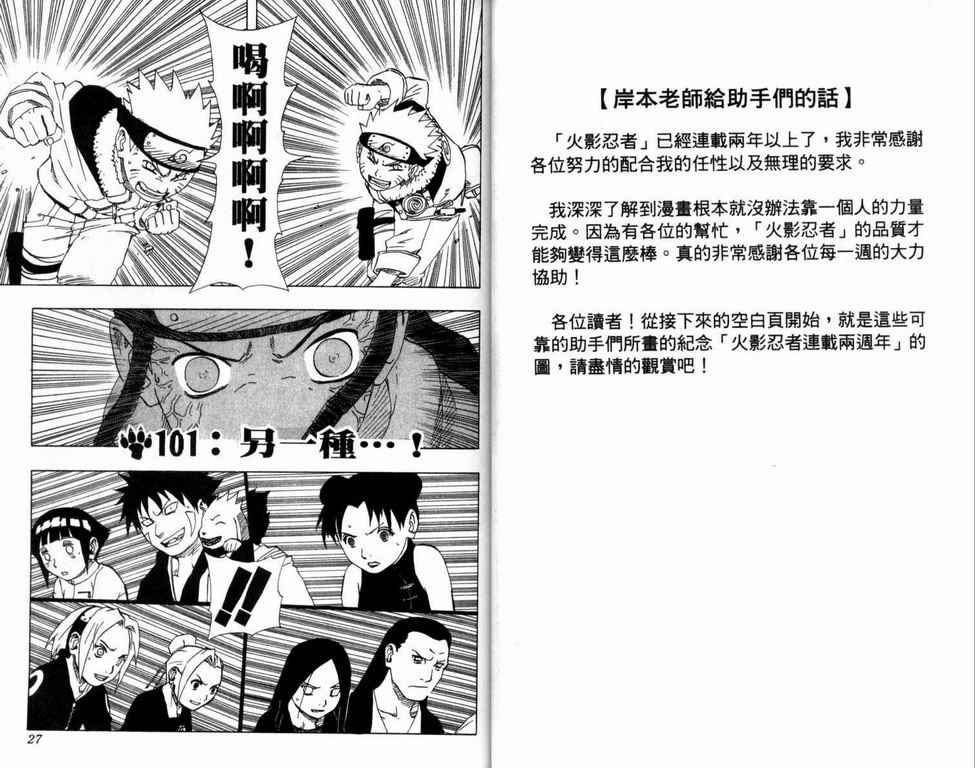 【岸本老師給助手們的話】
「火影忍者」已經連載兩年以上了，我非常感謝
各位努力的配合我的任性以及無理的要求。
我深深了解到漫畫根本就沒辦法靠一個人的力量
完成。因為有各位的幫忙，「火影忍者」的品質才
能夠變得這麼棒。真的非常感謝各位每一週的大力
協助！
各位讀者！從接下來的空白頁開始，就是這些可
靠的助手們所畫的紀念「火影忍者連載兩週年」的
圖，請盡情的觀賞吧！
喝啊啊啊啊啊！
101：另一種…！
!!
27